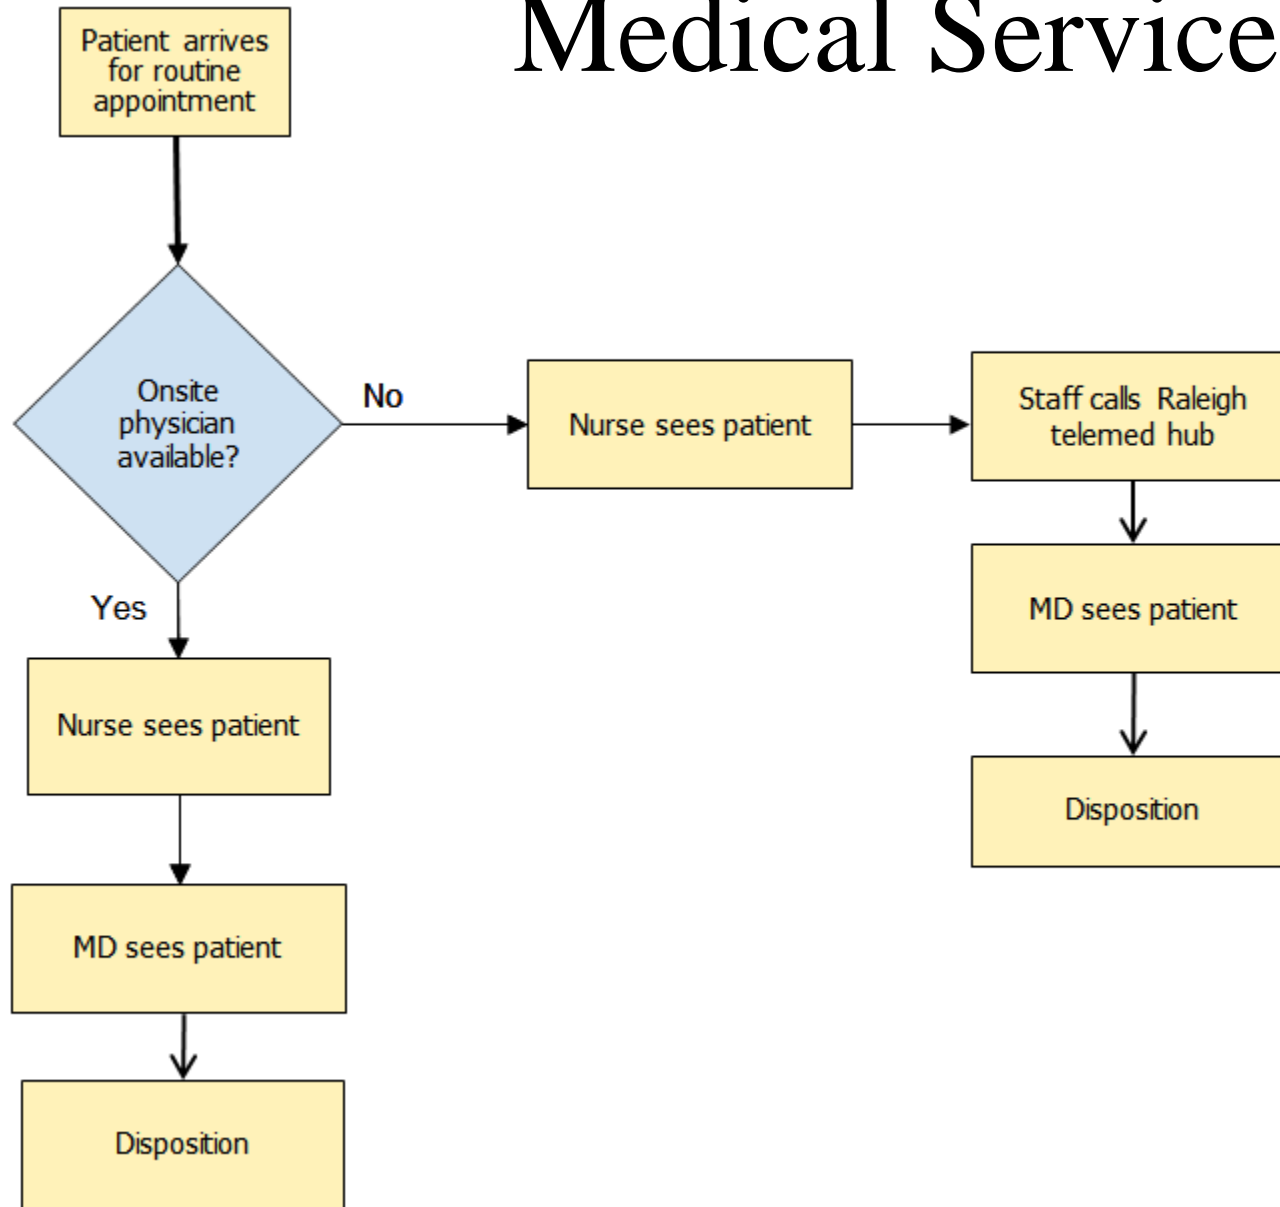 Medical Service
Patient arrives
for routine
appointment
Onsite
physician
available?
No
Nurse sees patient
Staff calls Raleigh
telemed hub
MD sees patient
Disposition
Yes
Nurse sees patient
MD sees patient
Disposition